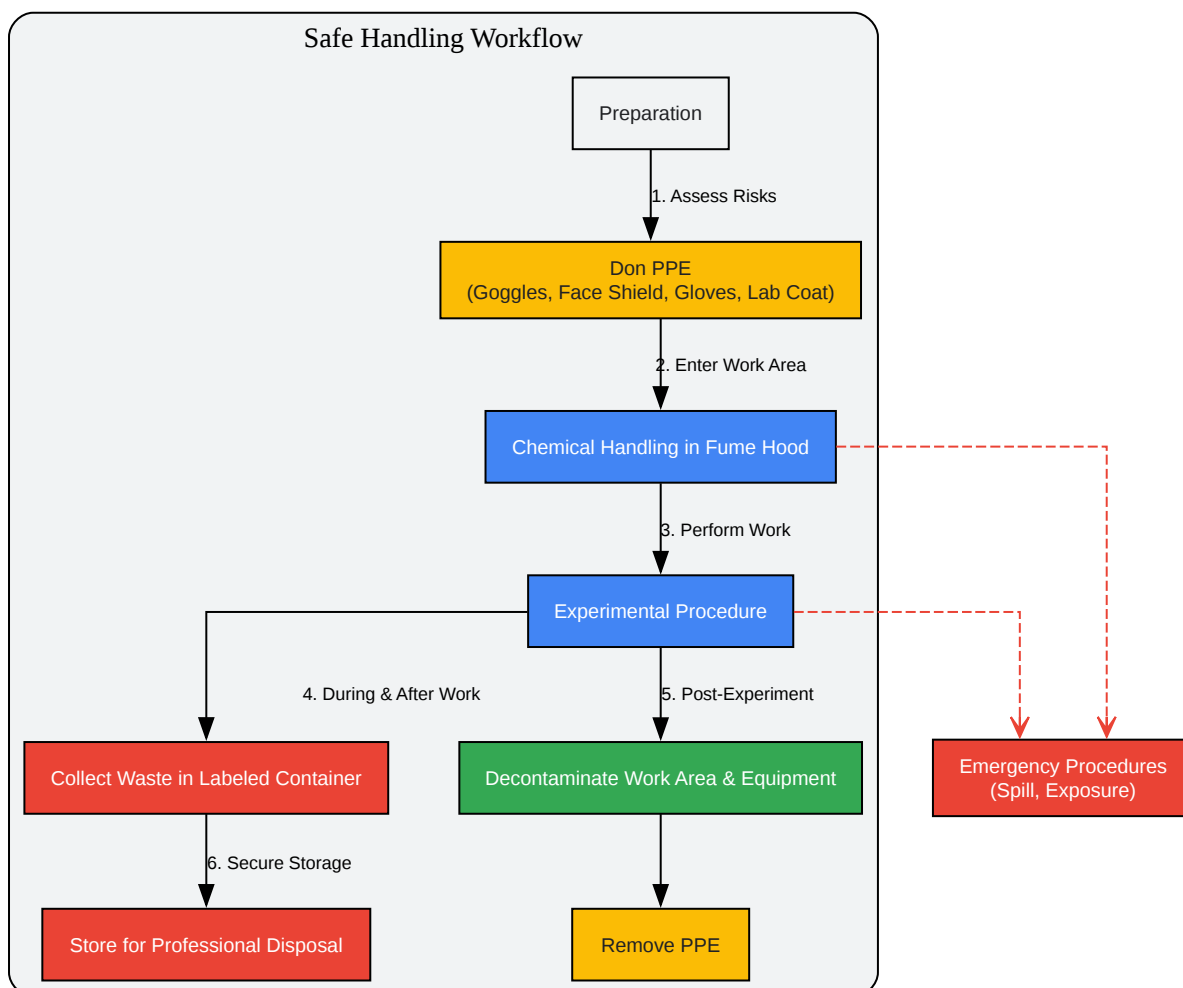 Safe Handling Workflow
Preparation
1. Assess Risks
Don PPE
(Goggles, Face Shield, Gloves, Lab Coat)
2. Enter Work Area
Chemical Handling in Fume Hood
3. Perform Work
Experimental Procedure
4. During & After Work
5. Post-Experiment
Collect Waste in Labeled Container
Decontaminate Work Area & Equipment
Emergency Procedures
(Spill, Exposure)
6. Secure Storage
Store for Professional Disposal
Remove PPE